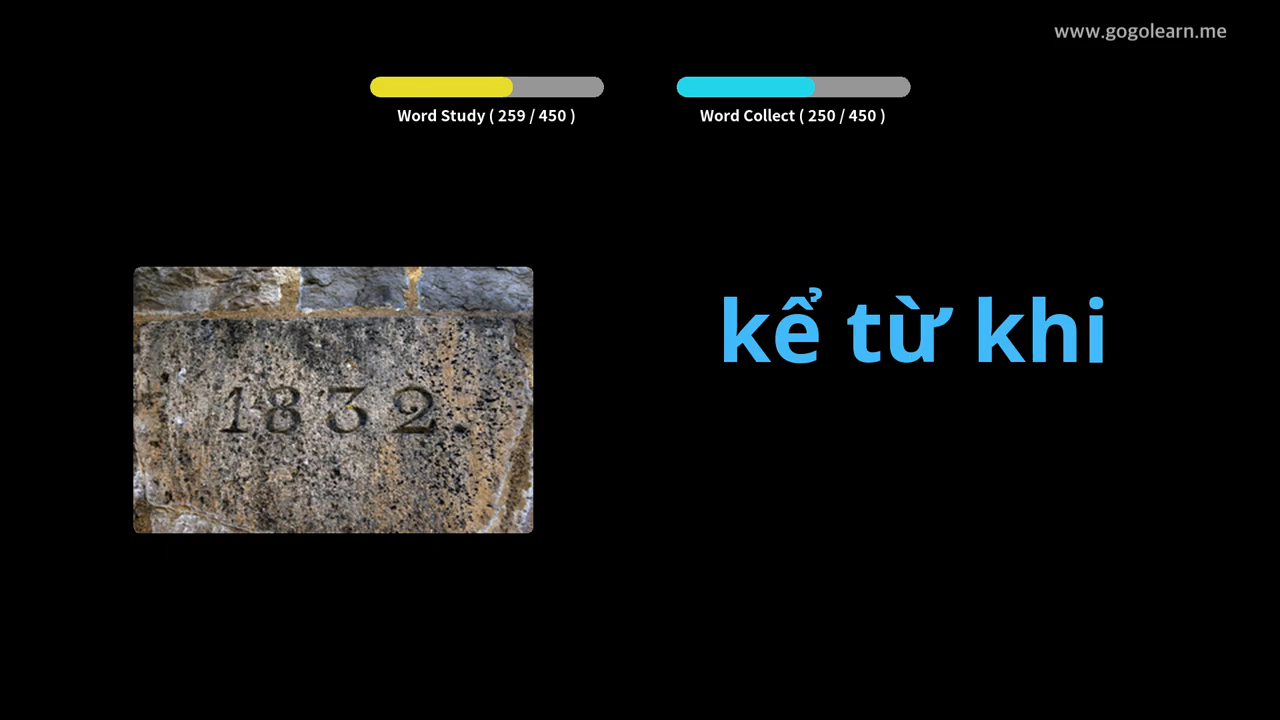 www.gogolearn.me
Word Study ( 259 / 450 )
Word Collect ( 250 / 450 )
kể từ khi
1832.